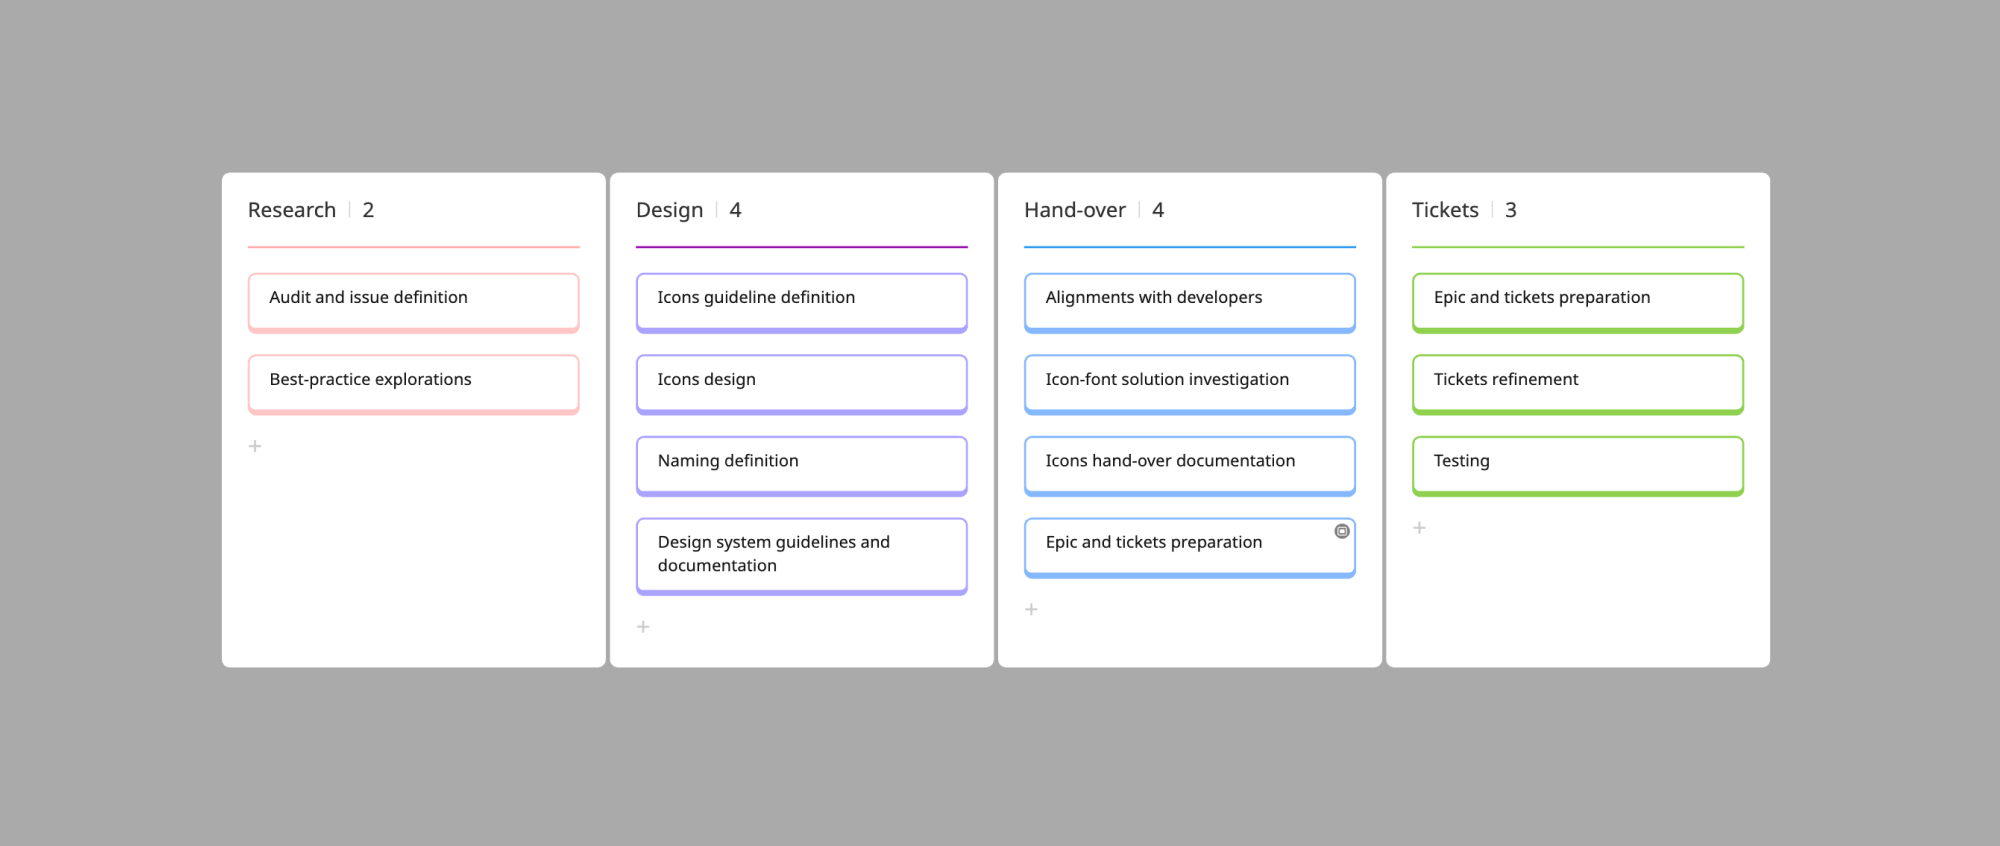 Research | 2
Audit and issue definition
Best-practice explorations
+
Design | 4
Icons guideline definition
Icons design
Naming definition
Design system guidelines and
documentation
+
Hand-over | 4
Alignments with developers
Icon-font solution investigation
Icons hand-over documentation
Epic and tickets preparation
+
Tickets | 3
Epic and tickets preparation
Tickets refinement
Testing
+